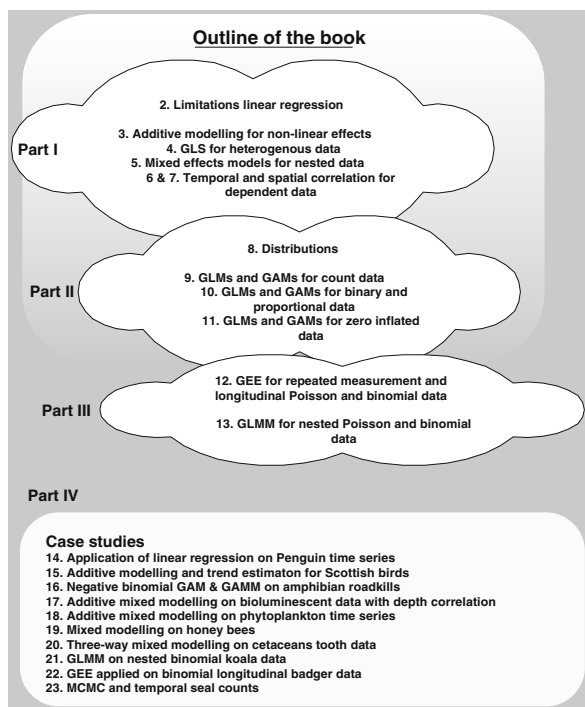 Outline of the book
2. Limitations linear regression
3. Additive modelling for non-linear effects
Part I
4. GLS for heterogenous data
5. Mixed effects models for nested data
6 & 7. Temporal and spatial correlation for
dependent data
8. Distributions
9. GLMs and GAMs for count data
Part II
10. GLMs and GAMs for binary and
proportional data
11. GLMs and GAMs for zero inflated
data
12. GEE for repeated measurement and
longitudinal Poisson and binomial data
Part III
13. GLMM for nested Poisson and binomial
data
Part IV
Case studies
14. Application of linear regression on Penguin time series
15. Additive modelling and trend estimaton for Scottish birds
16. Negative binomial GAM & GAMM on amphibian roadkills
17. Additive mixed modelling on bioluminescent data with depth correlation
18. Additive mixed modelling on phytoplankton time series
19. Mixed modelling on honey bees
20. Three-way mixed modelling on cetaceans tooth data
21. GLMM on nested binomial koala data
22. GEE applied on binomial longitudinal badger data
23. MCMC and temporal seal counts